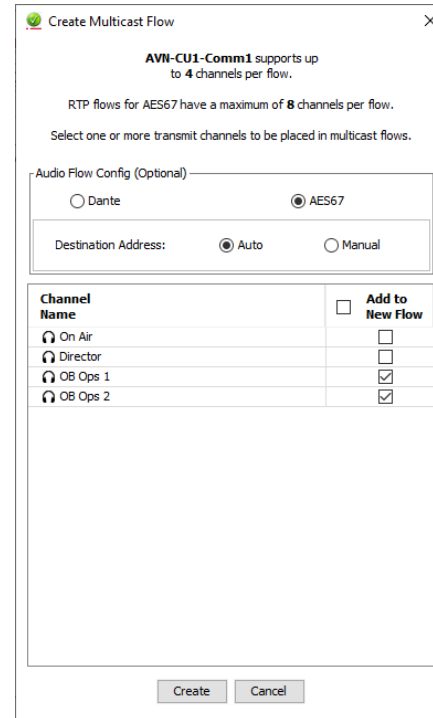 Create Multicast Flow
AVN-CU1-Comm1 supports up
to 4 channels per flow.
RTP flows for AES67 have a maximum of 8 channels per flow.
Select one or more transmit channels to be placed in multicast flows.
Audio Flow Config (Optional)
Dante AES67
Destination Address: Auto Manual
Channel Name Add to New Flow
On Air
Director
OB Ops 1
OB Ops 2
Create Cancel